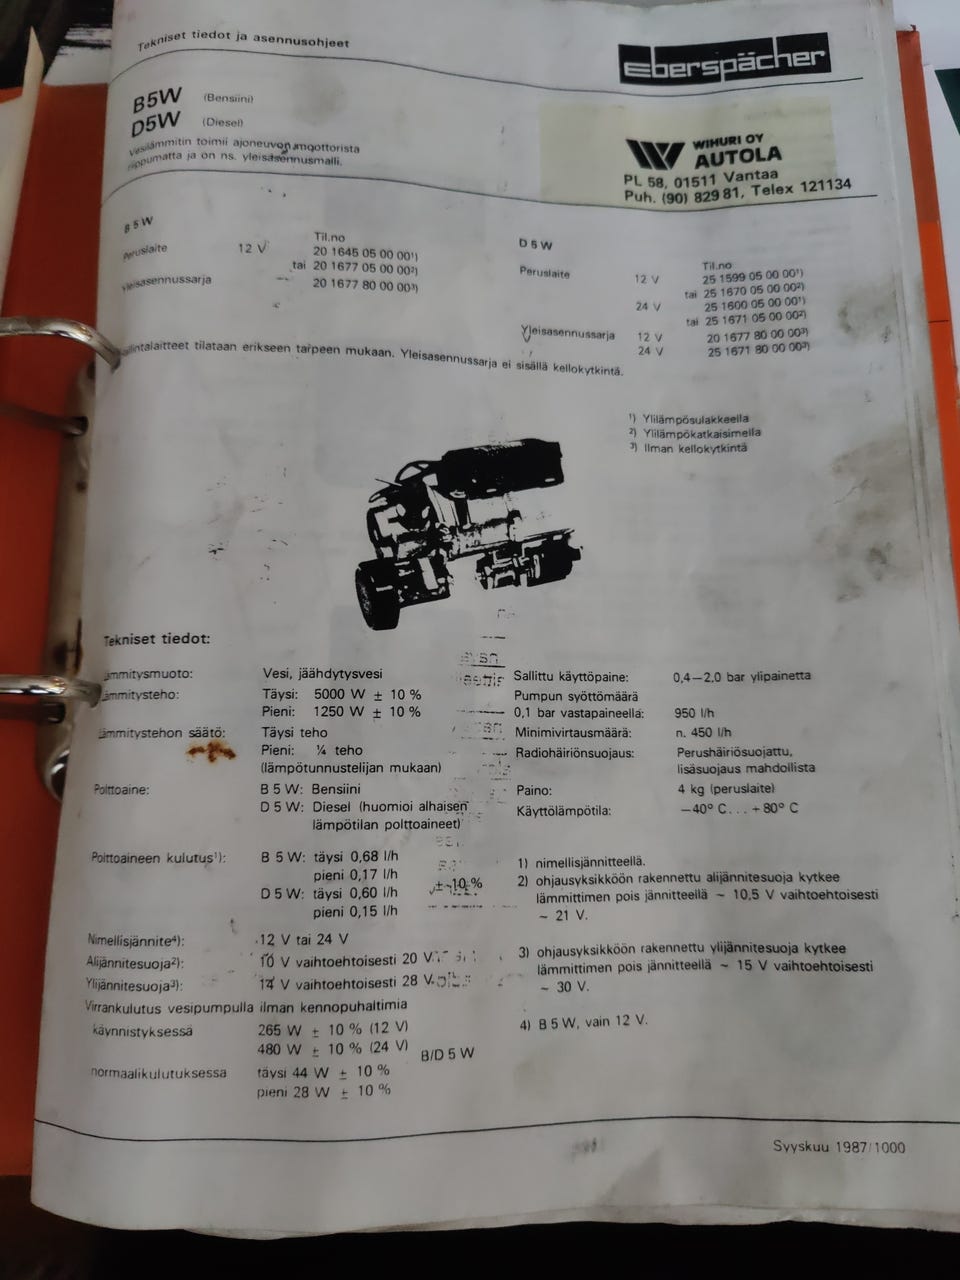 Tekniset tiedot ja asennusohjeet
eberspächer
B5W (Bensiini)
D5W (Diesel)
Vesilämmitin toimii ajoneuvon moottorista
riippumatta ja on ns. yleisasennusmalli.
WIHURI OY
AUTOLA
PL 58, 01511 Vantaa
Puh. (90) 829 81, Telex 121134
B 5 W
Til.no
Peruslaite 12 V 20 1645 05 00 00¹)
tai 20 1677 05 00 00²)
Yleisasennussarja 20 1677 80 00 00³)
D 5 W
Til.no
Peruslaite 12 V 25 1599 05 00 00¹)
tai 25 1670 05 00 00²)
24 V 25 1600 05 00 00¹)
tai 25 1671 05 00 00²)
Yleisasennussarja 12 V 20 1677 80 00 00³)
24 V 25 1671 80 00 00³)
tilataan erikseen tarpeen mukaan. Yleisasennussarja ei sisällä kellokytkintä.
¹) Ylilämpösulakkeella
²) Ylilämpökatkaisimella
³) Ilman kellokytkintä
Tekniset tiedot:
ämmitysmuoto: Vesi, jäähdytysvesi
ämmitysteho: Täysi: 5000 W ± 10 %
Pieni: 1250 W ± 10 %
ämmitystehon säätö: Täysi teho
Pieni: ¼ teho
(lämpötunnustelijan mukaan)
Polttoaine: B 5 W: Bensiini
D 5 W: Diesel (huomioi alhaisen
lämpötilan polttoaineet)
Polttoaineen kulutus¹): B 5 W: täysi 0,68 l/h
pieni 0,17 l/h
± 10 %
D 5 W: täysi 0,60 l/h
pieni 0,15 l/h
Nimellisjännite⁴): 12 V tai 24 V
Alijännitesuoja²): 10 V vaihtoehtoisesti 20 V
Ylijännitesuoja³): 14 V vaihtoehtoisesti 28 V
Virrankulutus vesipumpulla ilman kennopuhaltimia
käynnistyksessä 265 W ± 10 % (12 V)
480 W ± 10 % (24 V)
B/D 5 W
normaalikulutuksessa täysi 44 W ± 10 %
pieni 28 W ± 10 %
Sallittu käyttöpaine: 0,4—2,0 bar ylipainetta
Pumpun syöttömäärä
0,1 bar vastapaineella: 950 l/h
Minimivirtausmäärä: n. 450 l/h
Radiohäiriönsuojaus: Perushäiriösuojattu,
lisäsuojaus mahdollista
Paino: 4 kg (peruslaite)
Käyttölämpötila: —40° C... +80° C
1) nimellisjännitteellä.
2) ohjausyksikköön rakennettu alijännitesuoja kytkee
lämmittimen pois jännitteellä ~ 10,5 V vaihtoehtoisesti
~ 21 V.
3) ohjausyksikköön rakennettu ylijännitesuoja kytkee
lämmittimen pois jännitteellä ~ 15 V vaihtoehtoisesti
~ 30 V.
4) B 5 W, vain 12 V.
Syyskuu 1987/1000